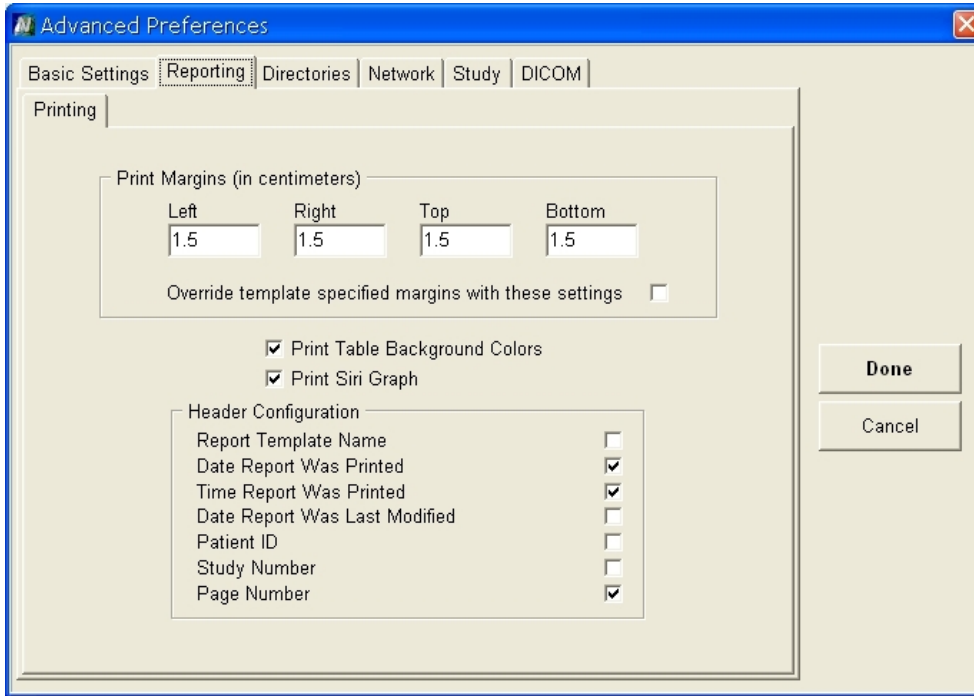 Advanced Preferences
Basic Settings Reporting Directories Network Study DICOM
Printing
Print Margins (in centimeters)
Left Right Top Bottom
1.5 1.5 1.5 1.5
Override template specified margins with these settings
Print Table Background Colors
Print Siri Graph
Done
Header Configuration
Cancel
Report Template Name
Date Report Was Printed
Time Report Was Printed
Date Report Was Last Modified
Patient ID
Study Number
Page Number